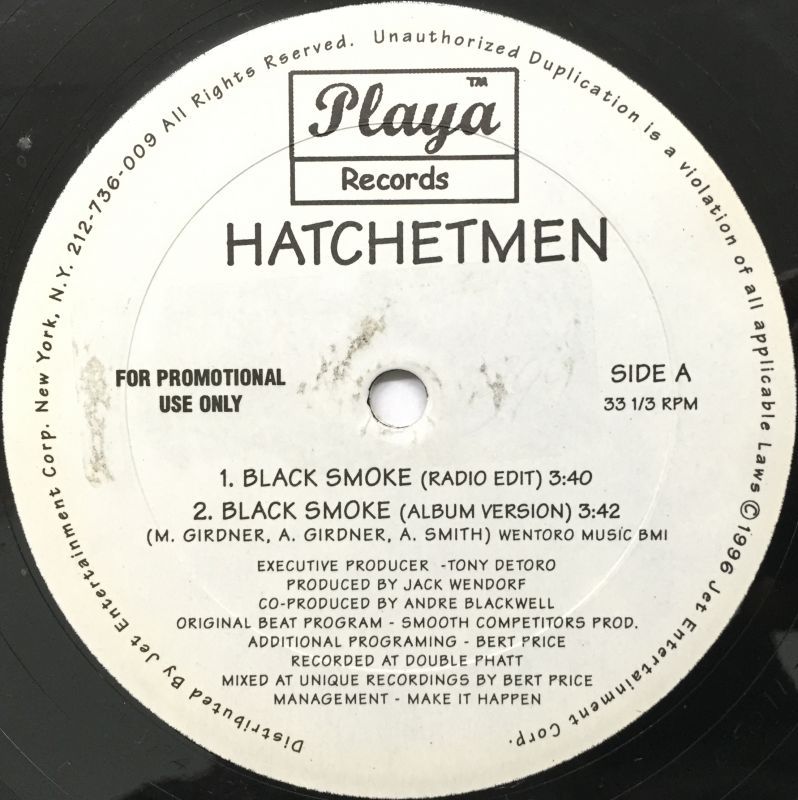 Playa™
Records
HATCHETMEN
FOR PROMOTIONAL
USE ONLY
SIDE A
33 1/3 RPM
1. BLACK SMOKE (RADIO EDIT) 3:40
2. BLACK SMOKE (ALBUM VERSION) 3:42
(M. GIRDNER, A. GIRDNER, A. SMITH) WENTORO MUSIC BMI
EXECUTIVE PRODUCER -TONY DETORO
PRODUCED BY JACK WENDORF
CO-PRODUCED BY ANDRE BLACKWELL
ORIGINAL BEAT PROGRAM - SMOOTH COMPETITORS PROD.
ADDITIONAL PROGRAMING - BERT PRICE
RECORDED AT DOUBLE PHATT
MIXED AT UNIQUE RECORDINGS BY BERT PRICE
MANAGEMENT - MAKE IT HAPPEN
Distributed By Jet Entertainment Corp. New York, N.Y. 212-736-009 All Rights Rserved. Unauthorized Duplication is a violation of all applicable Laws ©1996 Jet Entertainment Corp.